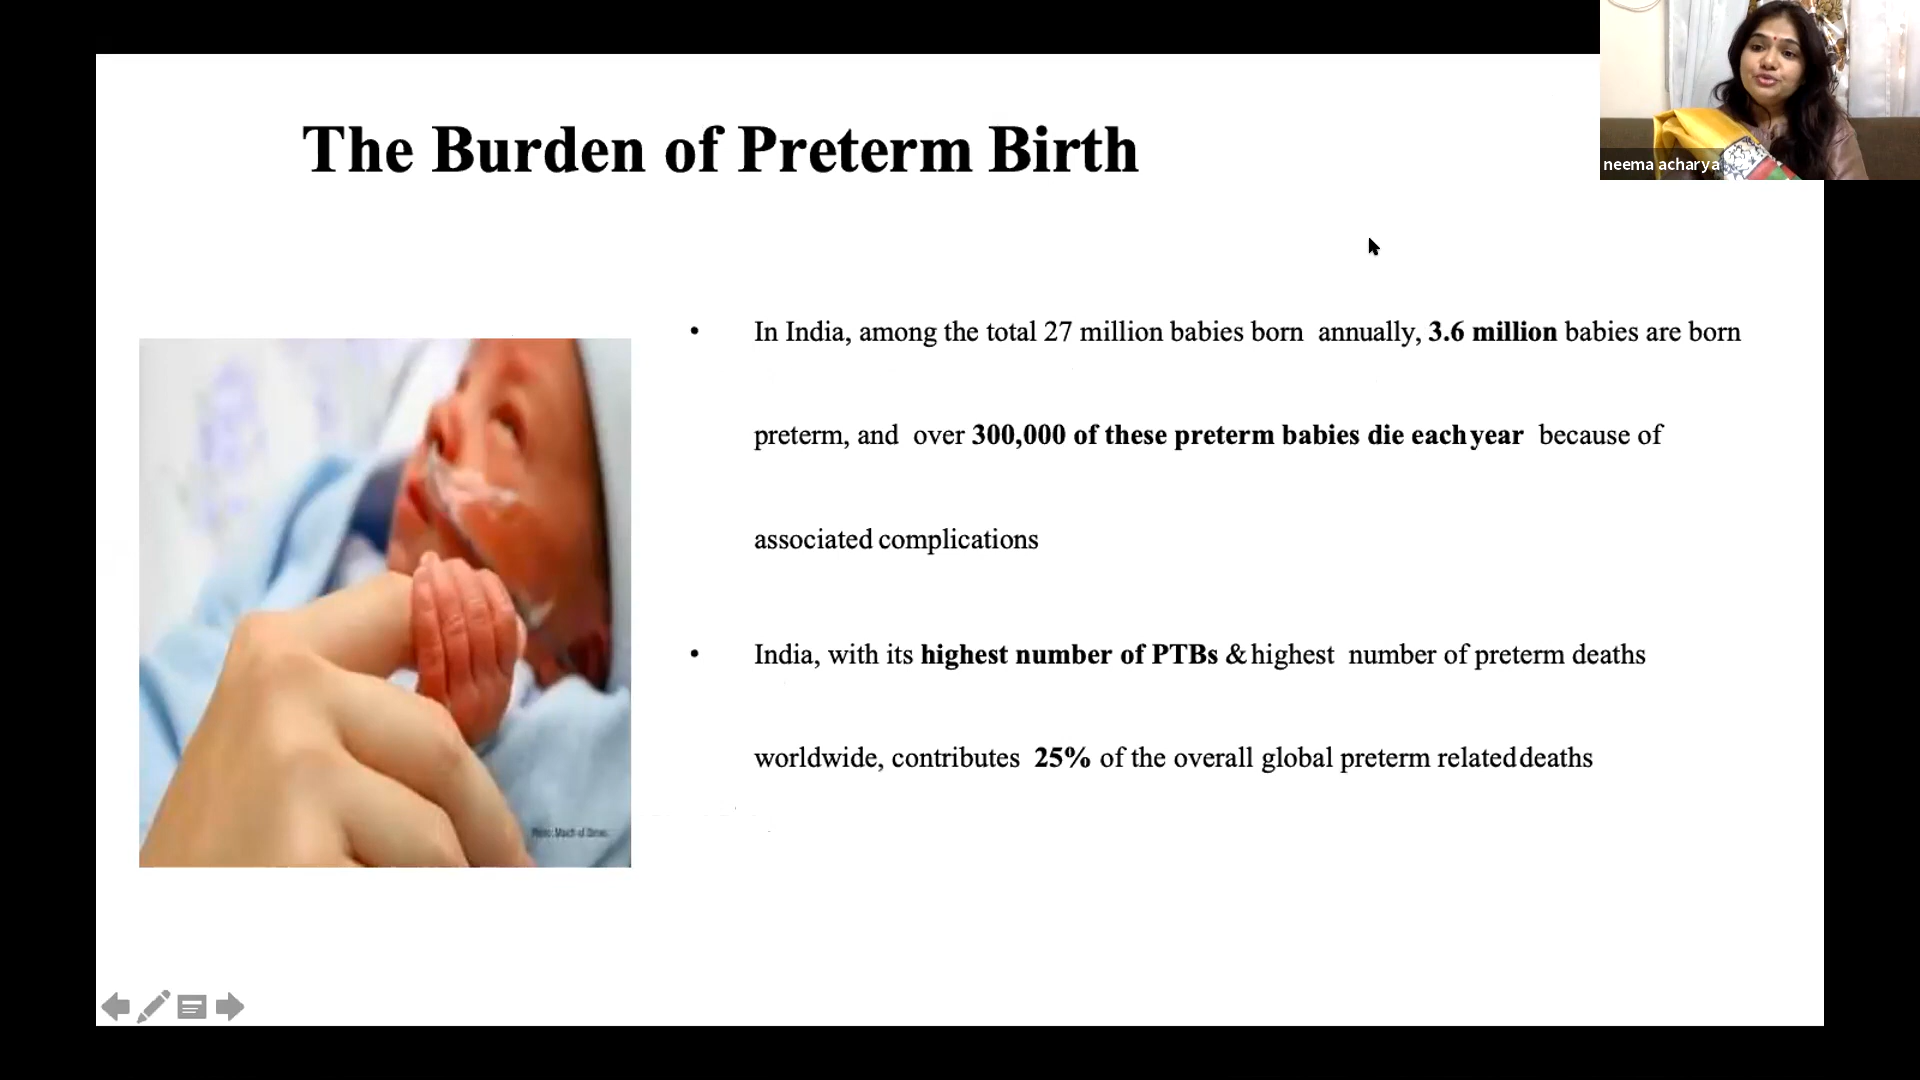 The Burden of Preterm Birth
neema acharya
• In India, among the total 27 million babies born annually, 3.6 million babies are born
preterm, and over 300,000 of these preterm babies die each year because of
associated complications
• India, with its highest number of PTBs & highest number of preterm deaths
worldwide, contributes 25% of the overall global preterm related deaths